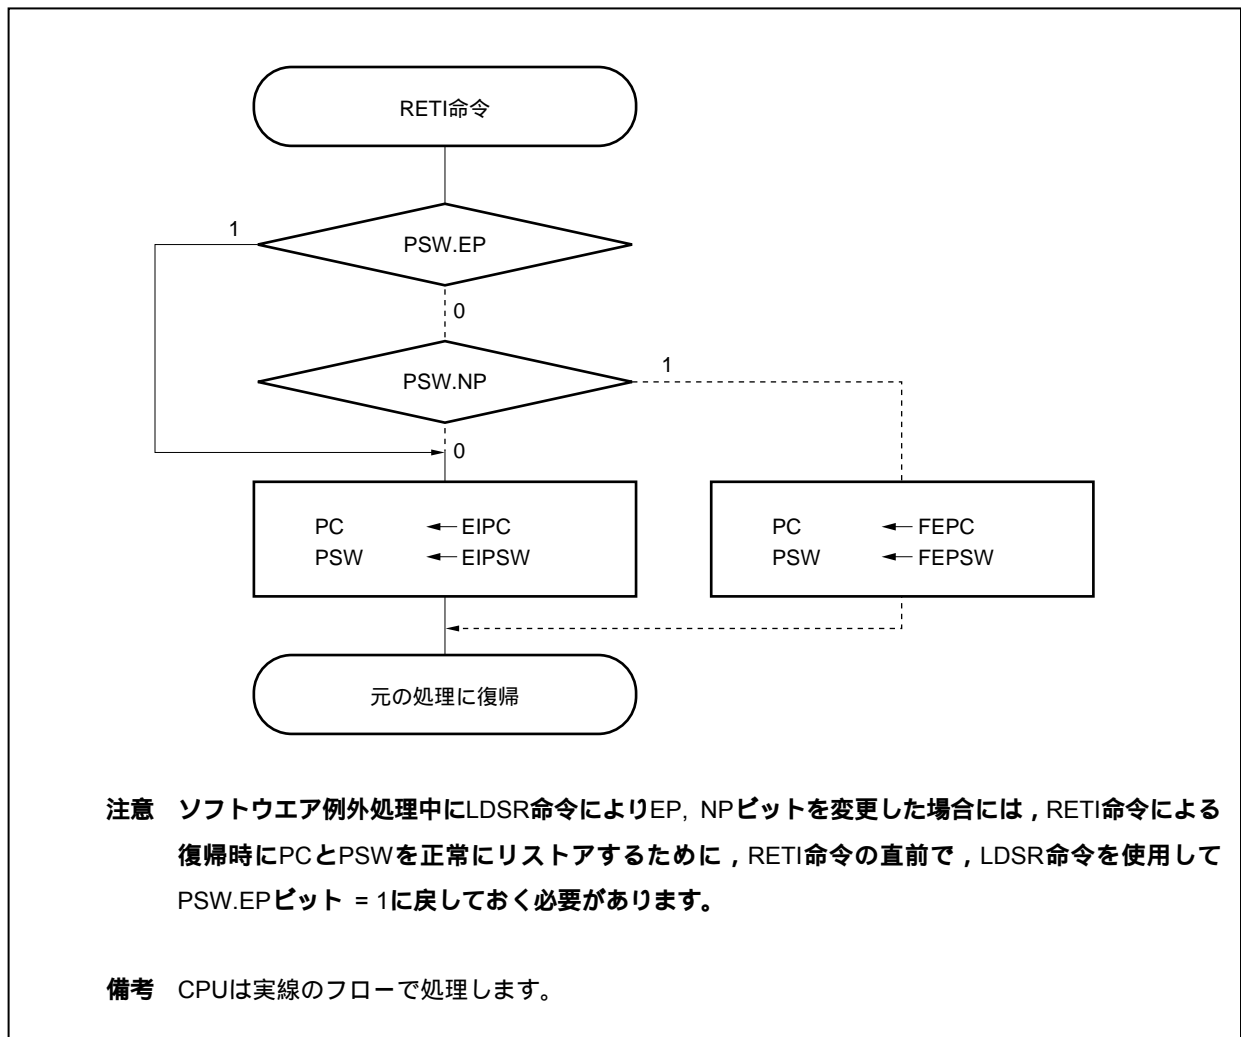 RETI命令
1
PSW.EP
0
PSW.NP
1
0
PC ← EIPC
PSW ← EIPSW
PC ← FEPC
PSW ← FEPSW
元の処理に復帰
注意 ソフトウエア例外処理中にLDSR命令によりEP, NPビットを変更した場合には，RETI命令による
復帰時にPCとPSWを正常にリストアするために，RETI命令の直前で，LDSR命令を使用して
PSW.EPビット = 1に戻しておく必要があります。
備考 CPUは実線のフローで処理します。